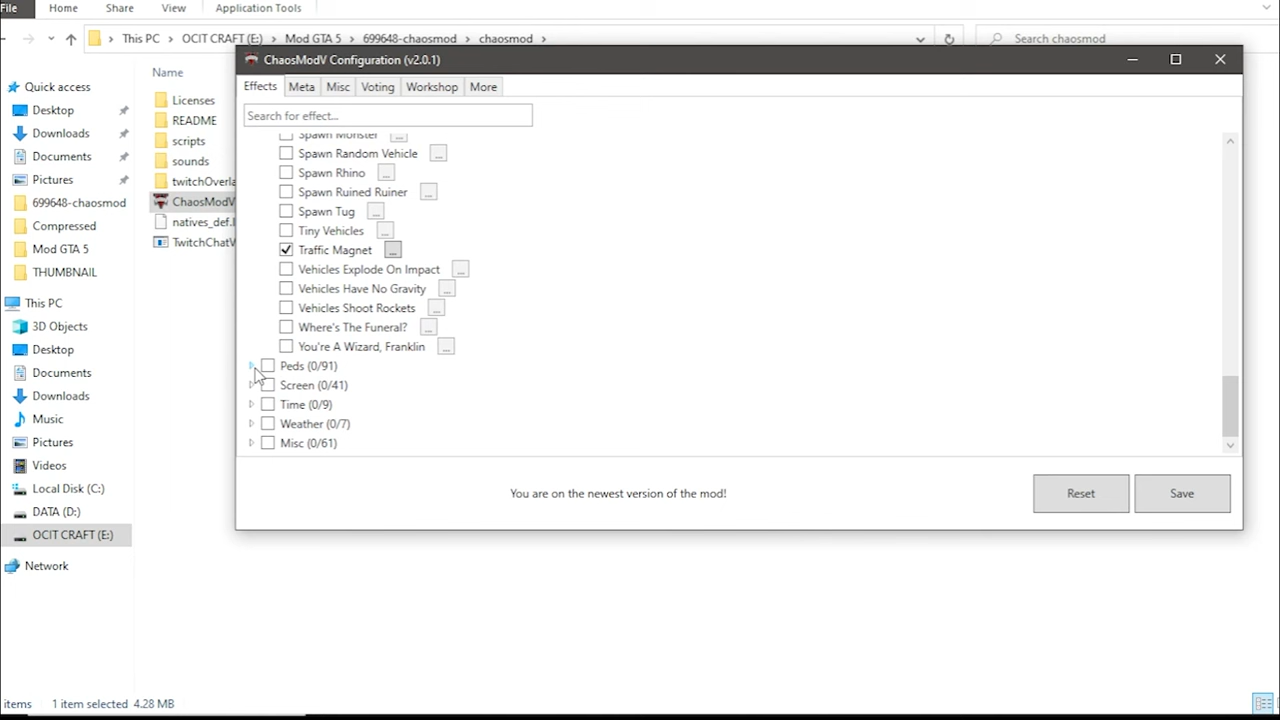 File Home Share View Application Tools
This PC OCIT CRAFT (E:) Mod GTA 5 699648-chaosmod chaosmod Search chaosmod
ChaosModV Configuration (v2.0.1)
Effects Meta Misc Voting Workshop More
Search for effect...
Name
Quick access
Desktop
Downloads
Documents
Pictures
699648-chaosmod
Compressed
Mod GTA 5
THUMBNAIL
This PC
3D Objects
Desktop
Documents
Downloads
Music
Pictures
Videos
Local Disk (C:)
DATA (D:)
OCIT CRAFT (E:)
Network
Licenses
README
scripts
sounds
twitchOverla
ChaosModV
natives_def.l
TwitchChatV
Spawn Monster ...
Spawn Random Vehicle ...
Spawn Rhino ...
Spawn Ruined Ruiner ...
Spawn Tug ...
Tiny Vehicles ...
Traffic Magnet ...
Vehicles Explode On Impact ...
Vehicles Have No Gravity ...
Vehicles Shoot Rockets ...
Where's The Funeral? ...
You're A Wizard, Franklin ...
Peds (0/91)
Screen (0/41)
Time (0/9)
Weather (0/7)
Misc (0/61)
You are on the newest version of the mod!
Reset Save
items 1 item selected 4.28 MB